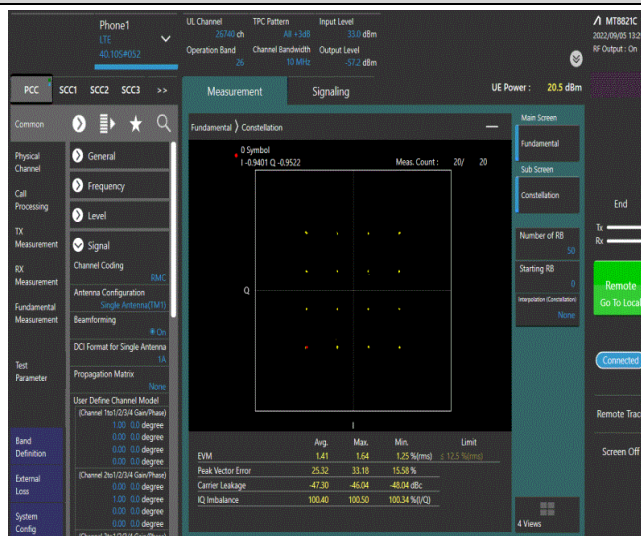 Phone1
LTE
40.10S#052
UL Channel
26740 ch
TPC Pattern
All +3dB
Input Level
33.0 dBm
Operation Band
26
Channel Bandwidth
10 MHz
Output Level
-57.2 dBm
MT8821C
2022/09/05 13:2
RF Output : On
PCC SCC1 SCC2 SCC3 >>
Measurement
Signaling
UE Power : 20.5 dBm
Common
Physical
Channel
Call
Processing
TX
Measurement
RX
Measurement
Fundamental
Measurement
Test
Parameter
Band
Definition
External
Loss
System
Config
General
Frequency
Level
Signal
Channel Coding
RMC
Antenna Configuration
Single Antenna(TM1)
Beamforming
On
DCI Format for Single Antenna
1A
Propagation Matrix
None
User Define Channel Model
(Channel 1to1/2/3/4 Gain/Phase)
1.00 0.0 degree
0.00 0.0 degree
0.00 0.0 degree
0.00 0.0 degree
(Channel 2to1/2/3/4 Gain/Phase)
0.00 0.0 degree
1.00 0.0 degree
0.00 0.0 degree
0.00 0.0 degree
(Channel 3to1/2/3/4 Gain/Phase)
Fundamental 〉 Constellation
0 Symbol
I -0.9401 Q -0.9522
Meas. Count : 20/ 20
Q
I
Avg. Max. Min. Limit
EVM 1.41 1.64 1.25 %(rms) ≤ 12.5 %(rms)
Peak Vector Error 25.32 33.18 15.58 %
Carrier Leakage -47.30 -46.04 -48.04 dBc
IQ Imbalance 100.40 100.50 100.34 %(I/Q)
Main Screen
Fundamental
Sub Screen
Constellation
Number of RB
50
Starting RB
0
Interpolation (Constellation)
None
4 Views
End
Tx
Rx
Remote
Go To Local
Connected
Remote Trac
Screen Off